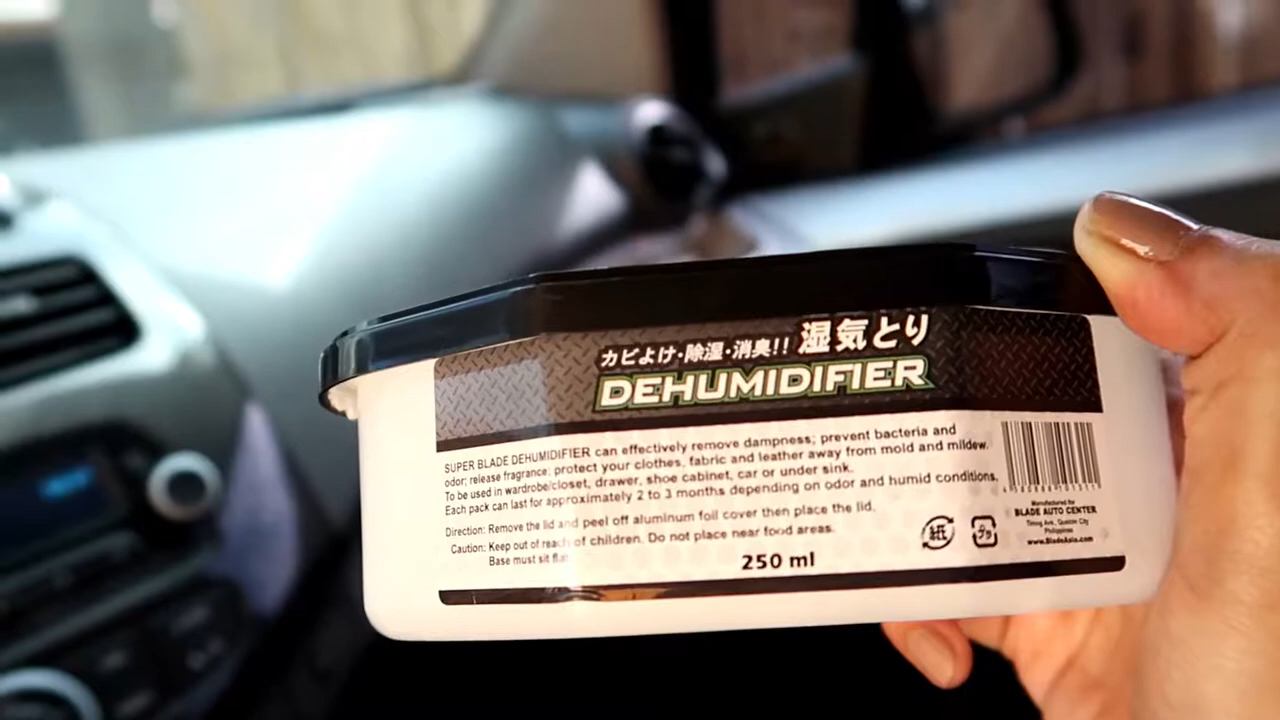 カビよけ・除湿・消臭!! 湿気とり
DEHUMIDIFIER
SUPER BLADE DEHUMIDIFIER can effectively remove dampness; prevent bacteria and
odor; release fragrance; protect your clothes, fabric and leather away from mold and mildew.
To be used in wardrobe/closet, drawer, shoe cabinet, car or under sink.
Each pack can last for approximately 2 to 3 months depending on odor and humid conditions.
Direction: Remove the lid and peel off aluminum foil cover then place the lid.
Caution: Keep out of reach of children. Do not place near food areas.
Base must sit flat
250 ml
紙
プラ
Manufactured for
BLADE AUTO CENTER
Timog Ave., Quezon City
Philippines
www.BladeAsia.com